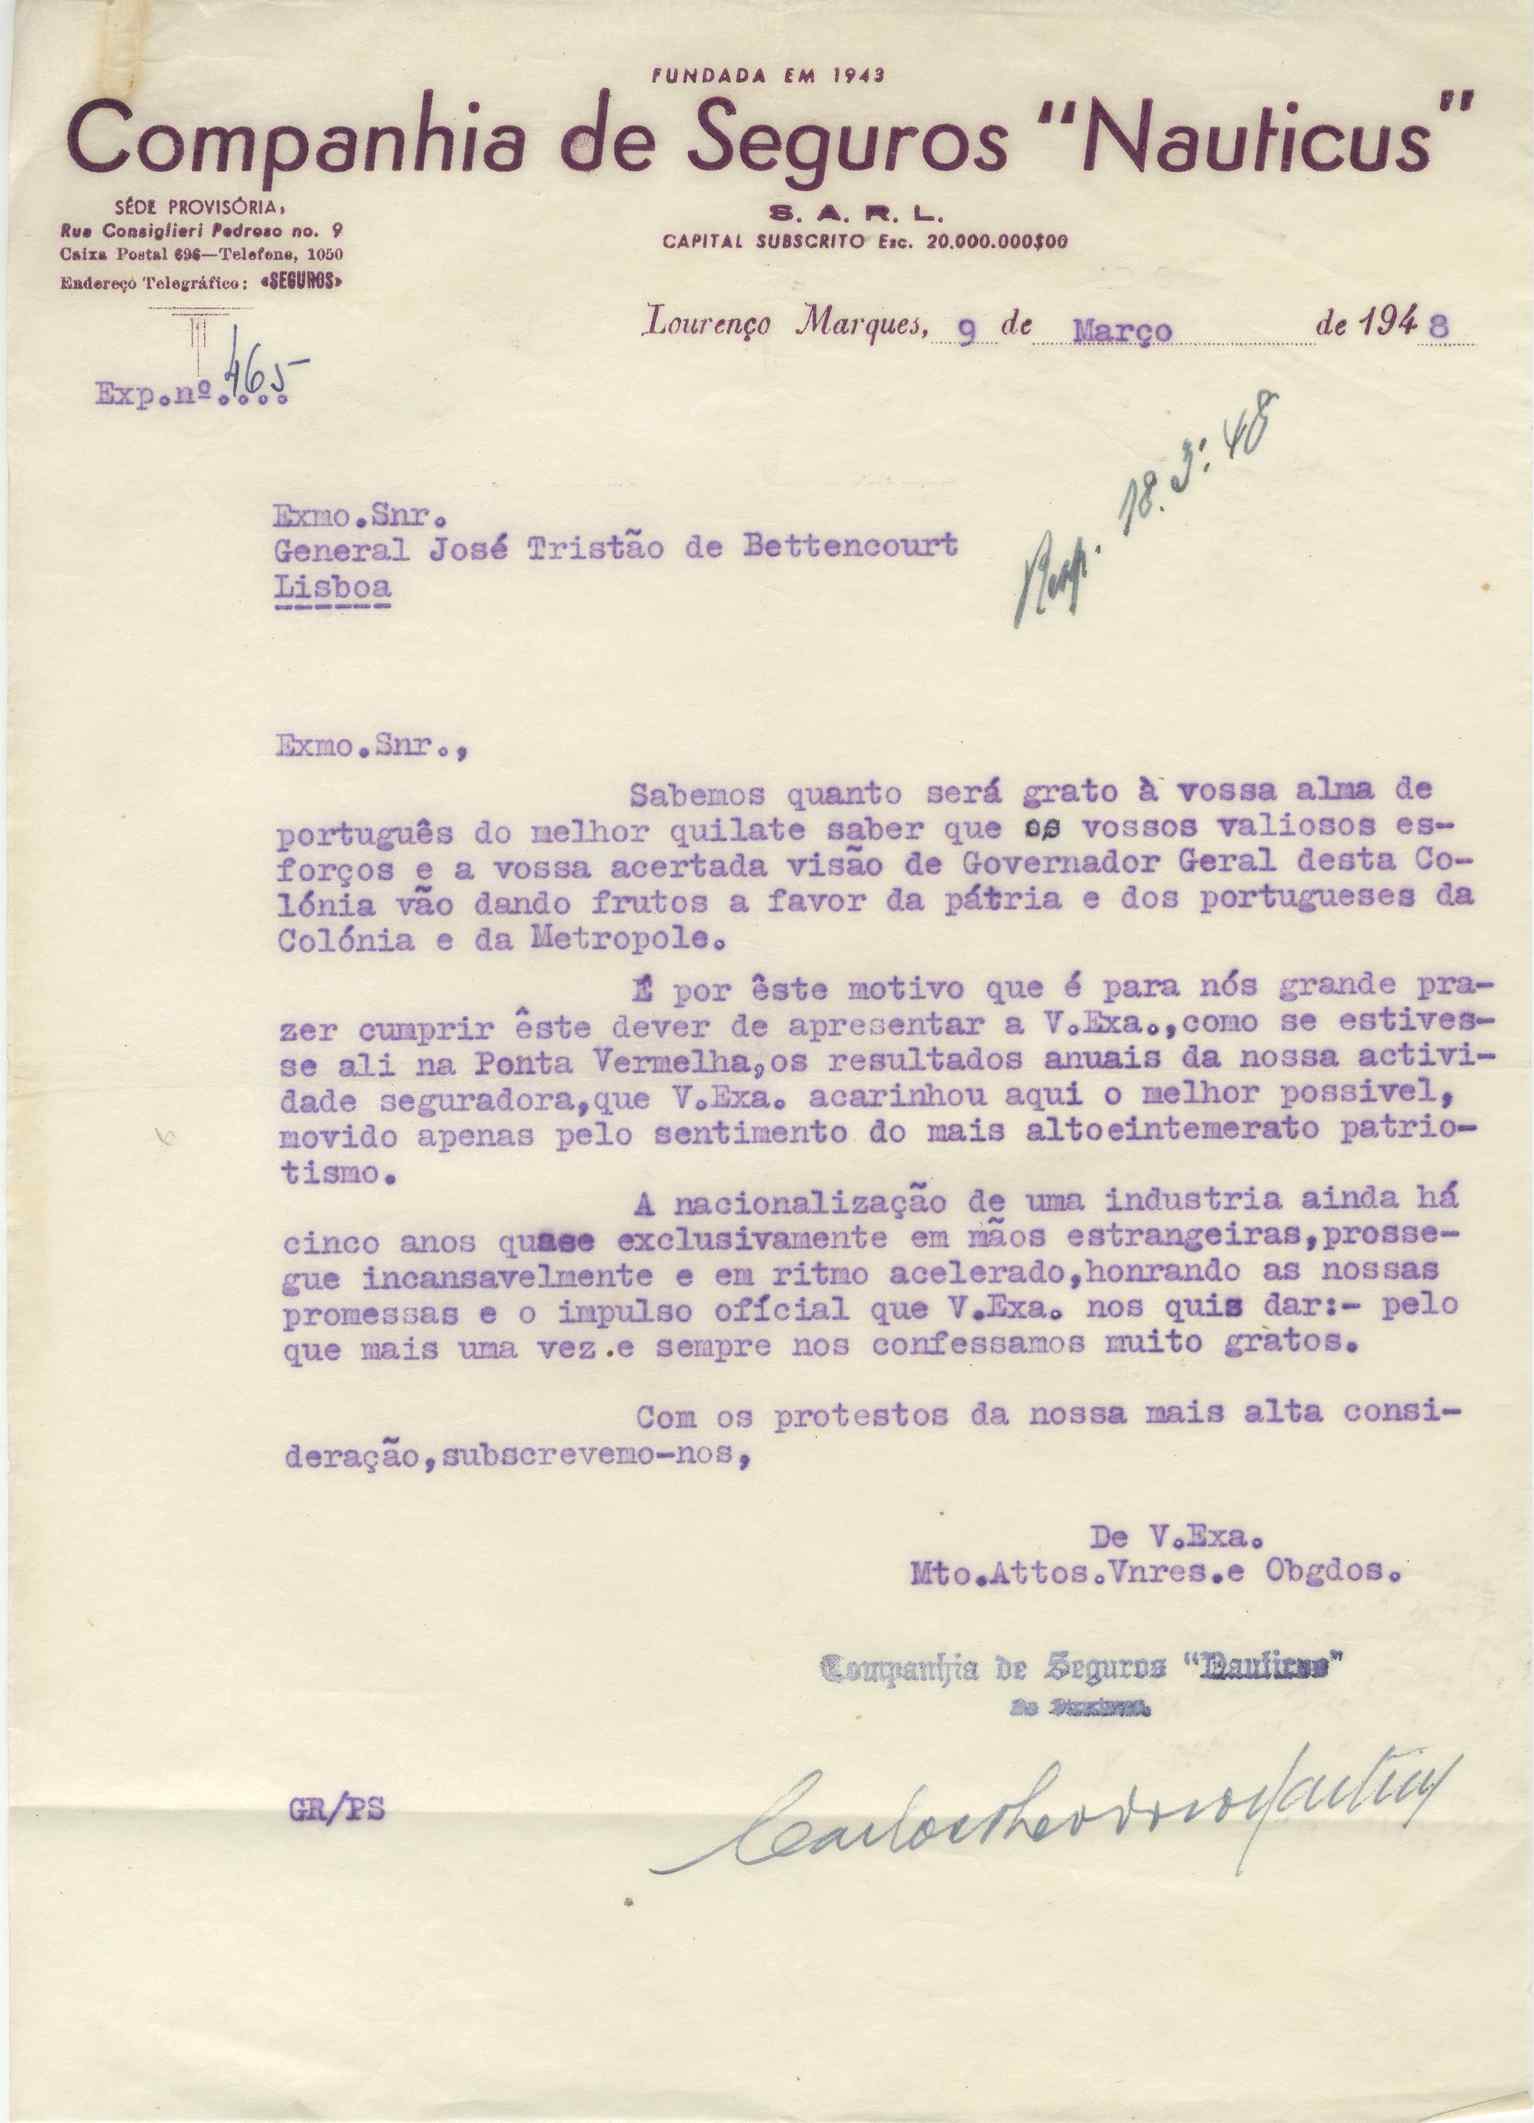 FUNDADA EM 1943
Companhia de Seguros "Nauticus"
SÉDE PROVISÓRIA,
Rua Consiglieri Pedroso no. 9
Caixa Postal 696—Telefone, 1050
Endereço Telegráfico: «SEGUROS»
S. A. R. L.
CAPITAL SUBSCRITO Esc. 20.000.000$00
Lourenço Marques, 9 de Março de 1948
Exp.nº.465
Resp. 18.3.48
Exmo.Snr.
General José Tristão de Bettencourt
Lisboa
Exmo.Snr.,
Sabemos quanto será grato à vossa alma de
português do melhor quilate saber que os vossos valiosos es-
forços e a vossa acertada visão de Governador Geral desta Co-
lónia vão dando frutos a favor da pátria e dos portugueses da
Colónia e da Metropole.
É por êste motivo que é para nós grande pra-
zer cumprir êste dever de apresentar a V.Exa.,como se estives-
se ali na Ponta Vermelha,os resultados anuais da nossa activi-
dade seguradora,que V.Exa. acarinhou aqui o melhor possivel,
movido apenas pelo sentimento do mais altoeintemerato patrio-
tismo.
A nacionalização de uma industria ainda há
cinco anos quase exclusivamente em mãos estrangeiras,prosse-
gue incansavelmente e em ritmo acelerado,honrando as nossas
promessas e o impulso ofícial que V.Exa. nos quis dar:- pelo
que mais uma vez.e sempre nos confessamos muito gratos.
Com os protestos da nossa mais alta consi-
deração,subscrevemo-nos,
De V.Exa.
Mto.Attos.Vnres.e Obgdos.
Companhia de Seguros "Nauticus"
GR/PS